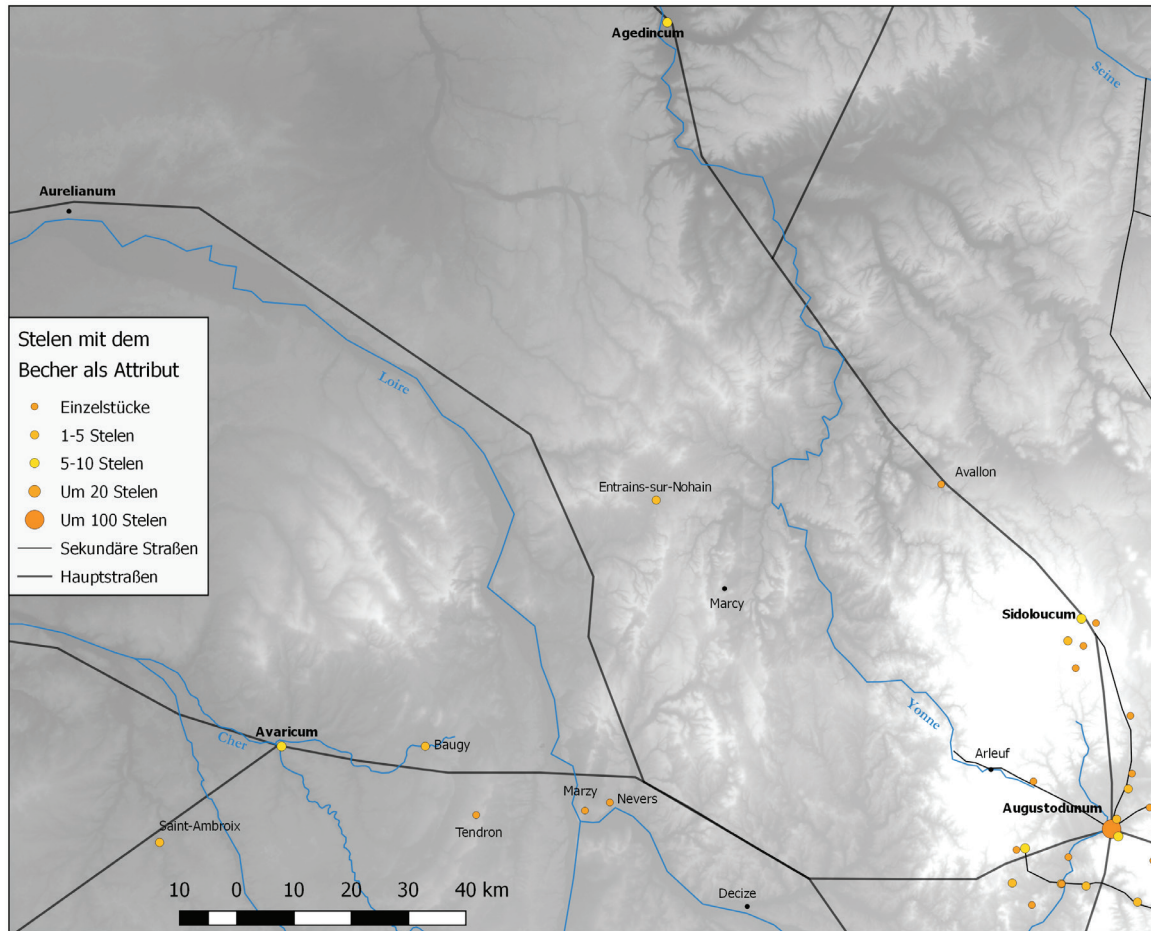 Agedincum
Seine
Aurelianum
Stelen mit dem
Becher als Attribut
Einzelstücke
1-5 Stelen
5-10 Stelen
Um 20 Stelen
Um 100 Stelen
Sekundäre Straßen
Hauptstraßen
Loire
Entrains-sur-Nohain
Avallon
Marcy
Sidoloucum
Yonne
Avaricum
Cher
Baugy
Arleuf
Marzy
Nevers
Augustodunum
Tendron
Saint-Ambroix
Decize
10 0 10 20 30 40 km